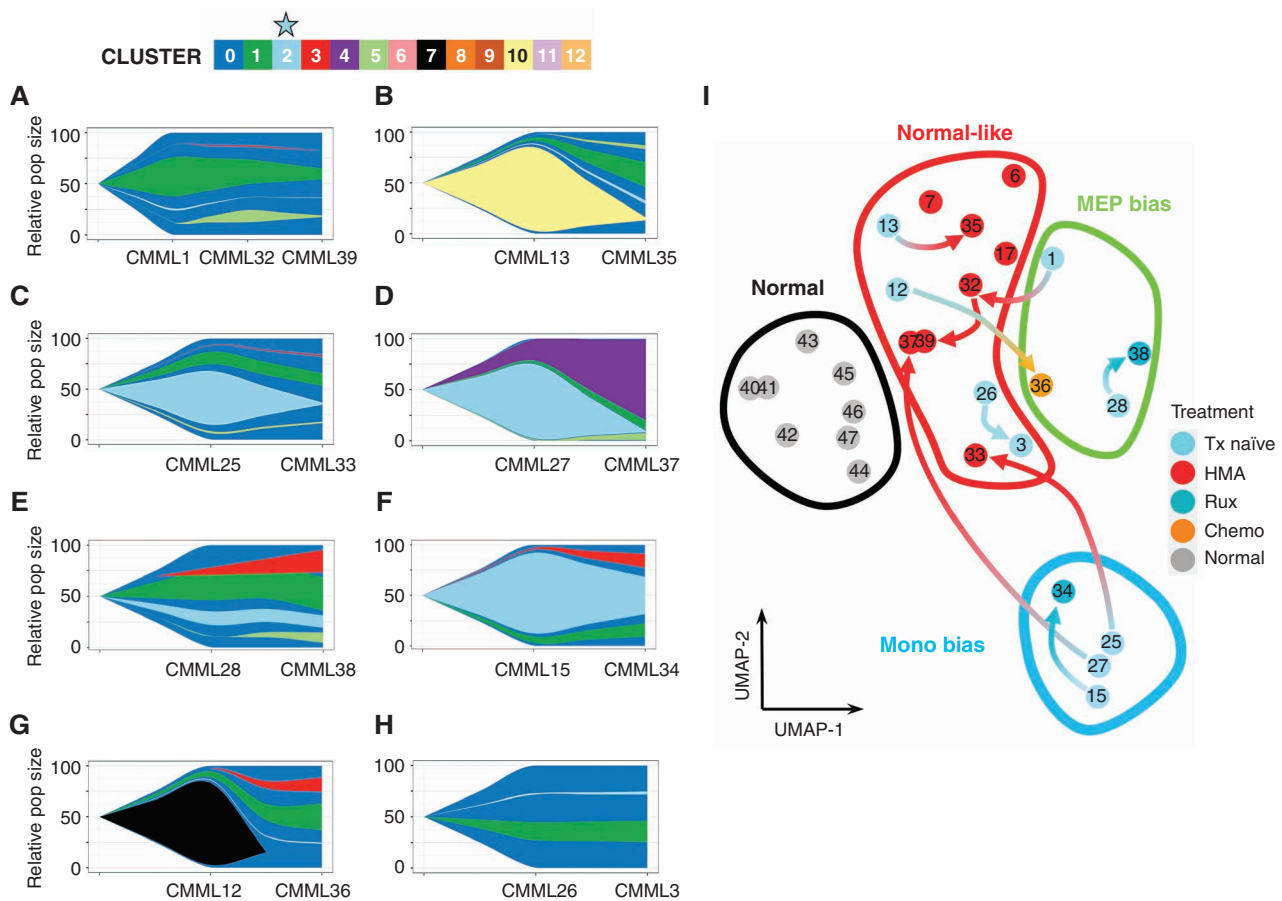 CLUSTER 0 1 2 3 4 5 6 7 8 9 10 11 12
A
Relative pop size
100
50
0
CMML1 CMML32 CMML39
B
100
50
0
CMML13 CMML35
C
Relative pop size
100
50
0
CMML25 CMML33
D
100
50
0
CMML27 CMML37
E
Relative pop size
100
50
0
CMML28 CMML38
F
100
50
0
CMML15 CMML34
G
Relative pop size
100
50
0
CMML12 CMML36
H
100
50
0
CMML26 CMML3
I
Normal-like
6
7
13 35
17
12 32
37 39
26
33 3
MEP bias
1
38
36
28
Normal
43
40 41 45
46
42 47
44
Mono bias
34
25
27
15
UMAP-2
UMAP-1
Treatment
Tx naïve
HMA
Rux
Chemo
Normal